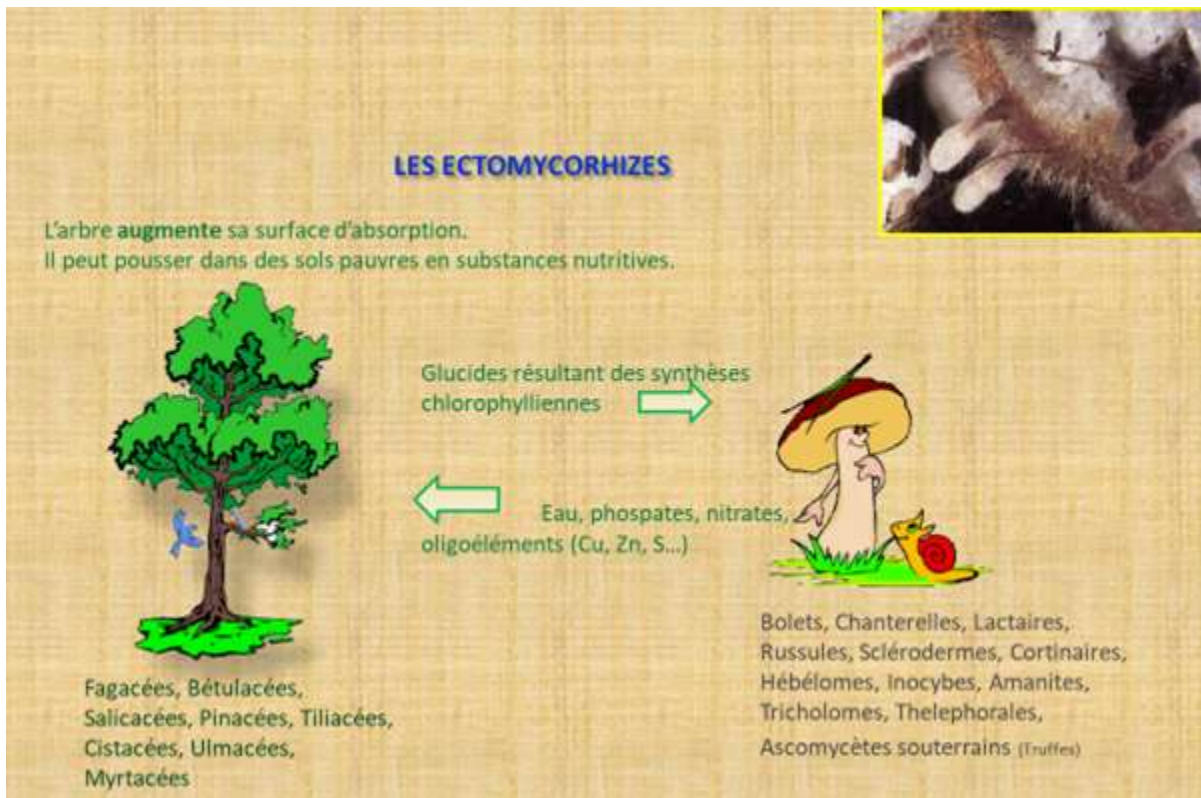 LES ECTOMYCORHIZES
L'arbre augmente sa surface d'absorption.
Il peut pousser dans des sols pauvres en substances nutritives.
Glucides résultant des synthèses
chlorophylliennes
Eau, phospates, nitrates,
oligoéléments (Cu, Zn, S...)
Fagacées, Bétulacées,
Salicacées, Pinacées, Tiliacées,
Cistacées, Ulmacées,
Myrtacées
Bolets, Chanterelles, Lactaires,
Russules, Sclérodermes, Cortinaires,
Hébélomes, Inocybes, Amanites,
Tricholomes, Thelephorales,
Ascomycètes souterrains (Truffes)